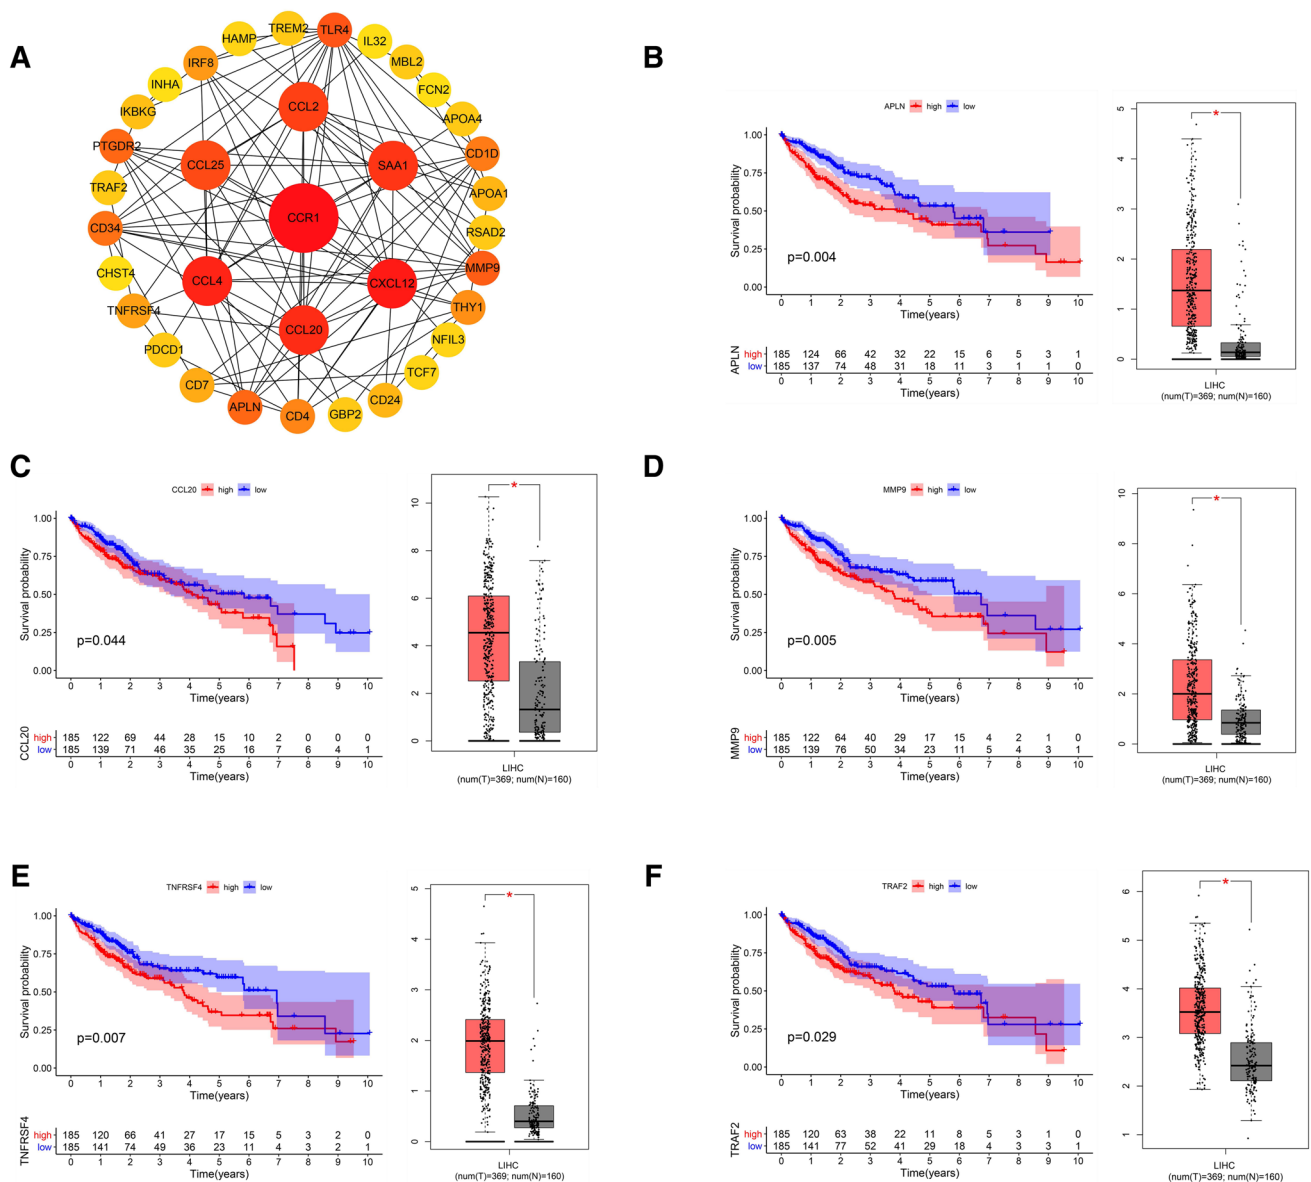 A
TREM2
TLR4
HAMP
IL32
IRF8
MBL2
INHA
FCN2
CCL2
IKBKG
APOA4
PTGDR2
CD1D
CCL25
SAA1
TRAF2
APOA1
CCR1
CD34
RSAD2
CHST4
MMP9
CCL4
CXCL12
TNFRSF4
THY1
CCL20
PDCD1
NFIL3
TCF7
CD7
CD24
APLN
CD4
GBP2
B
APLN high low
Survival probability
1.00
0.75
0.50
0.25
0.00
p=0.004
0 1 2 3 4 5 6 7 8 9 10
Time(years)
APLN
high 185 124 66 42 32 22 15 6 5 3 1
low 185 137 74 48 31 18 11 3 1 1 0
0 1 2 3 4 5 6 7 8 9 10
Time(years)
*
5
4
3
2
1
0
LIHC
(num(T)=369; num(N)=160)
C
CCL20 high low
Survival probability
1.00
0.75
0.50
0.25
0.00
p=0.044
0 1 2 3 4 5 6 7 8 9 10
Time(years)
CCL20
high 185 122 69 44 28 15 10 2 0 0 0
low 185 139 71 46 35 25 16 7 6 4 1
0 1 2 3 4 5 6 7 8 9 10
Time(years)
*
10
8
6
4
2
0
LIHC
(num(T)=369; num(N)=160)
D
MMP9 high low
Survival probability
1.00
0.75
0.50
0.25
0.00
p=0.005
0 1 2 3 4 5 6 7 8 9 10
Time(years)
MMP9
high 185 122 64 40 29 17 15 4 2 1 0
low 185 139 76 50 34 23 11 5 4 3 1
0 1 2 3 4 5 6 7 8 9 10
Time(years)
*
10
8
6
4
2
0
LIHC
(num(T)=369; num(N)=160)
E
TNFRSF4 high low
Survival probability
1.00
0.75
0.50
0.25
0.00
p=0.007
0 1 2 3 4 5 6 7 8 9 10
Time(years)
TNFRSF4
high 185 120 66 41 27 17 15 5 3 2 0
low 185 141 74 49 36 23 11 4 3 2 1
0 1 2 3 4 5 6 7 8 9 10
Time(years)
*
5
4
3
2
1
0
LIHC
(num(T)=369; num(N)=160)
F
TRAF2 high low
Survival probability
1.00
0.75
0.50
0.25
0.00
p=0.029
0 1 2 3 4 5 6 7 8 9 10
Time(years)
TRAF2
high 185 120 63 38 22 11 8 5 3 1 0
low 185 141 77 52 41 29 18 4 3 3 1
0 1 2 3 4 5 6 7 8 9 10
Time(years)
*
6
5
4
3
2
1
LIHC
(num(T)=369; num(N)=160)